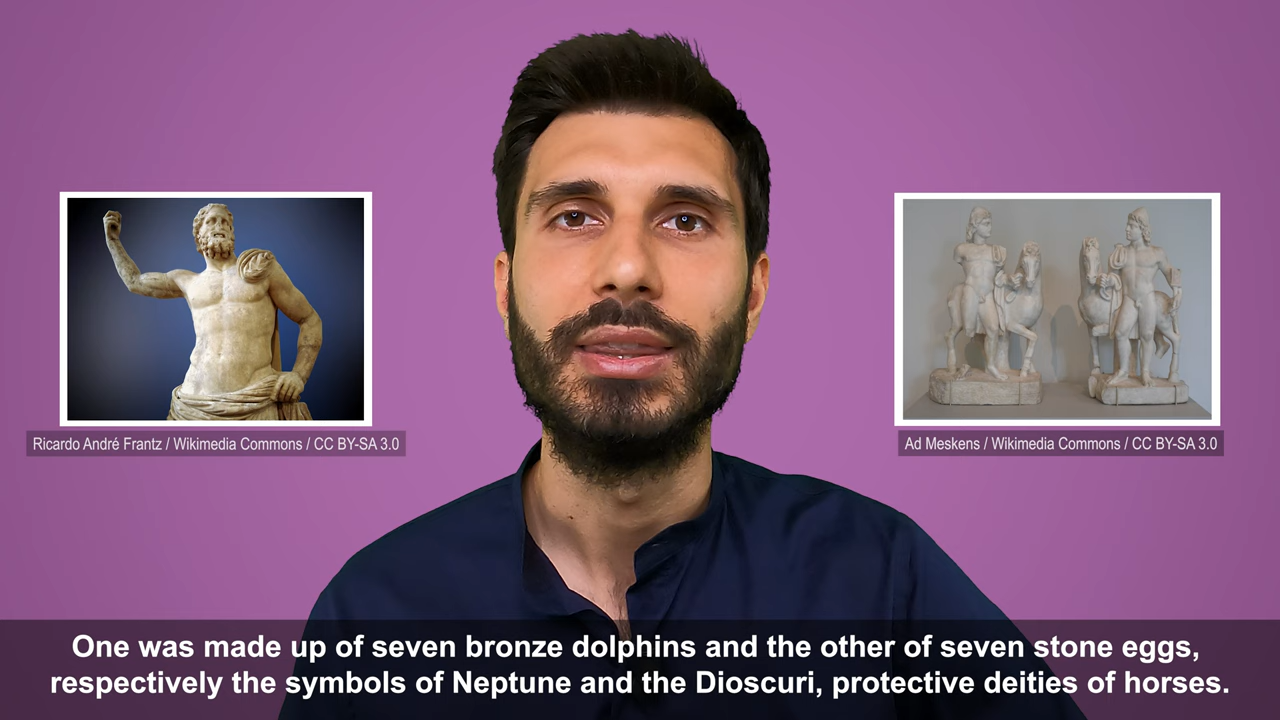 Ricardo André Frantz / Wikimedia Commons / CC BY-SA 3.0
Ad Meskens / Wikimedia Commons / CC BY-SA 3.0
One was made up of seven bronze dolphins and the other of seven stone eggs,
respectively the symbols of Neptune and the Dioscuri, protective deities of horses.